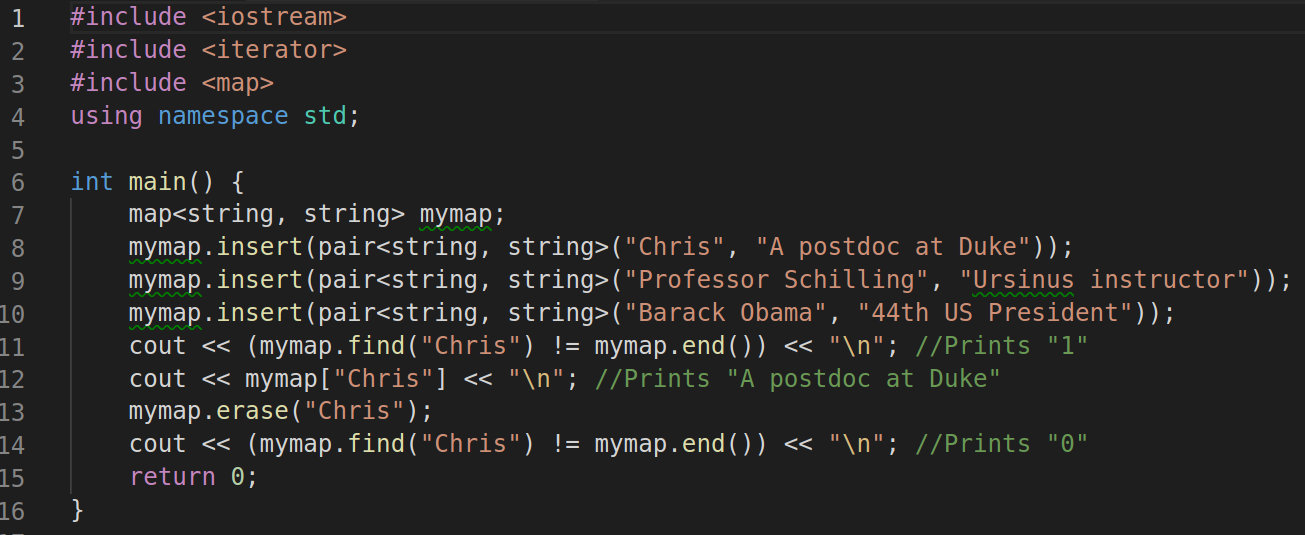 1 #include <iostream>
2 #include <iterator>
3 #include <map>
4 using namespace std;
5
6 int main() {
7     map<string, string> mymap;
8     mymap.insert(pair<string, string>("Chris", "A postdoc at Duke"));
9     mymap.insert(pair<string, string>("Professor Schilling", "Ursinus instructor"));
10     mymap.insert(pair<string, string>("Barack Obama", "44th US President"));
11     cout << (mymap.find("Chris") != mymap.end()) << "\n"; //Prints "1"
12     cout << mymap["Chris"] << "\n"; //Prints "A postdoc at Duke"
13     mymap.erase("Chris");
14     cout << (mymap.find("Chris") != mymap.end()) << "\n"; //Prints "0"
15     return 0;
16 }